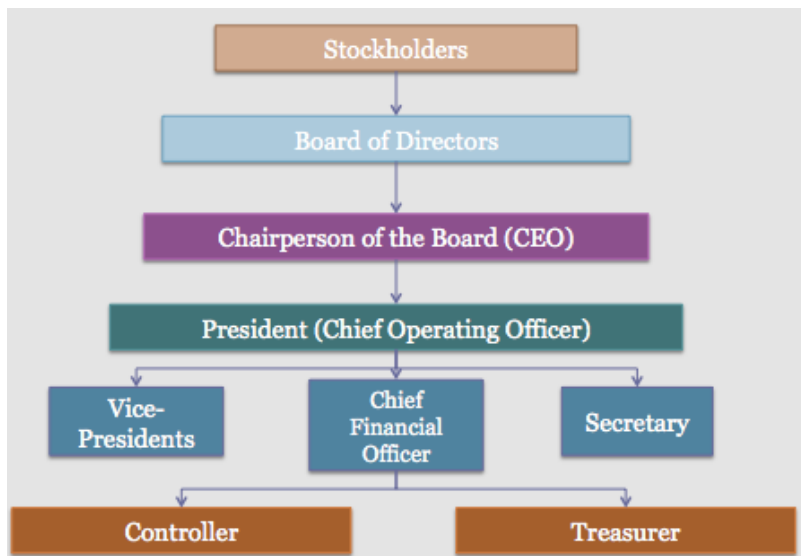 Stockholders
Board of Directors
Chairperson of the Board (CEO)
President (Chief Operating Officer)
Vice-
Presidents
Chief
Financial
Officer
Secretary
Controller
Treasurer